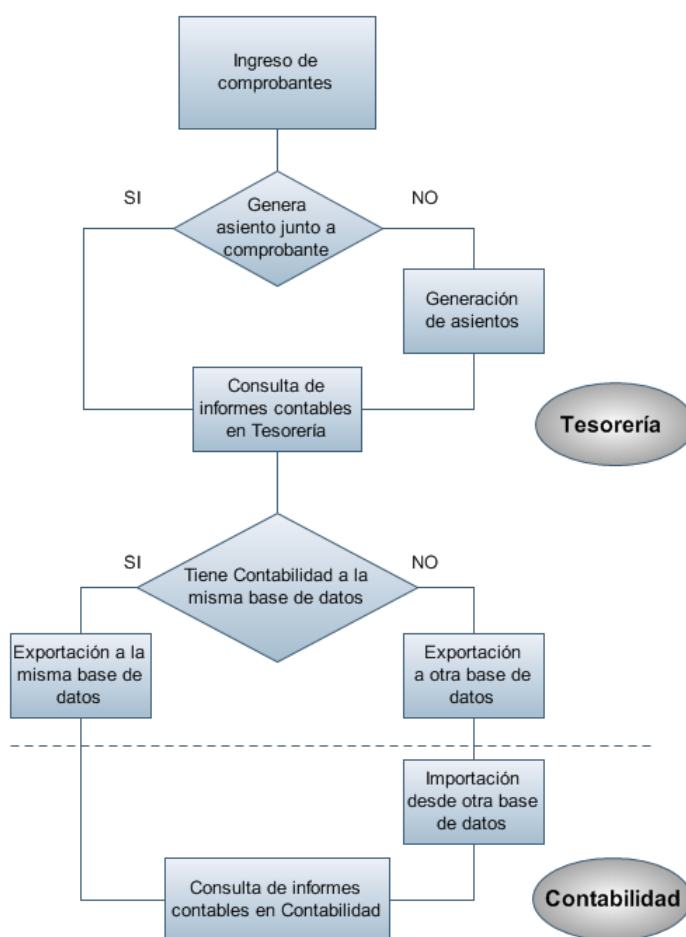 Ingreso de
comprobantes
SI
NO
Genera
asiento junto a
comprobante
Generación
de asientos
Consulta de
informes contables
en Tesorería
Tesorería
SI
NO
Tiene Contabilidad a la
misma base de datos
Exportación a la
misma base de
datos
Exportación
a otra base de
datos
Importación
desde otra base
de datos
Consulta de informes
contables en Contabilidad
Contabilidad